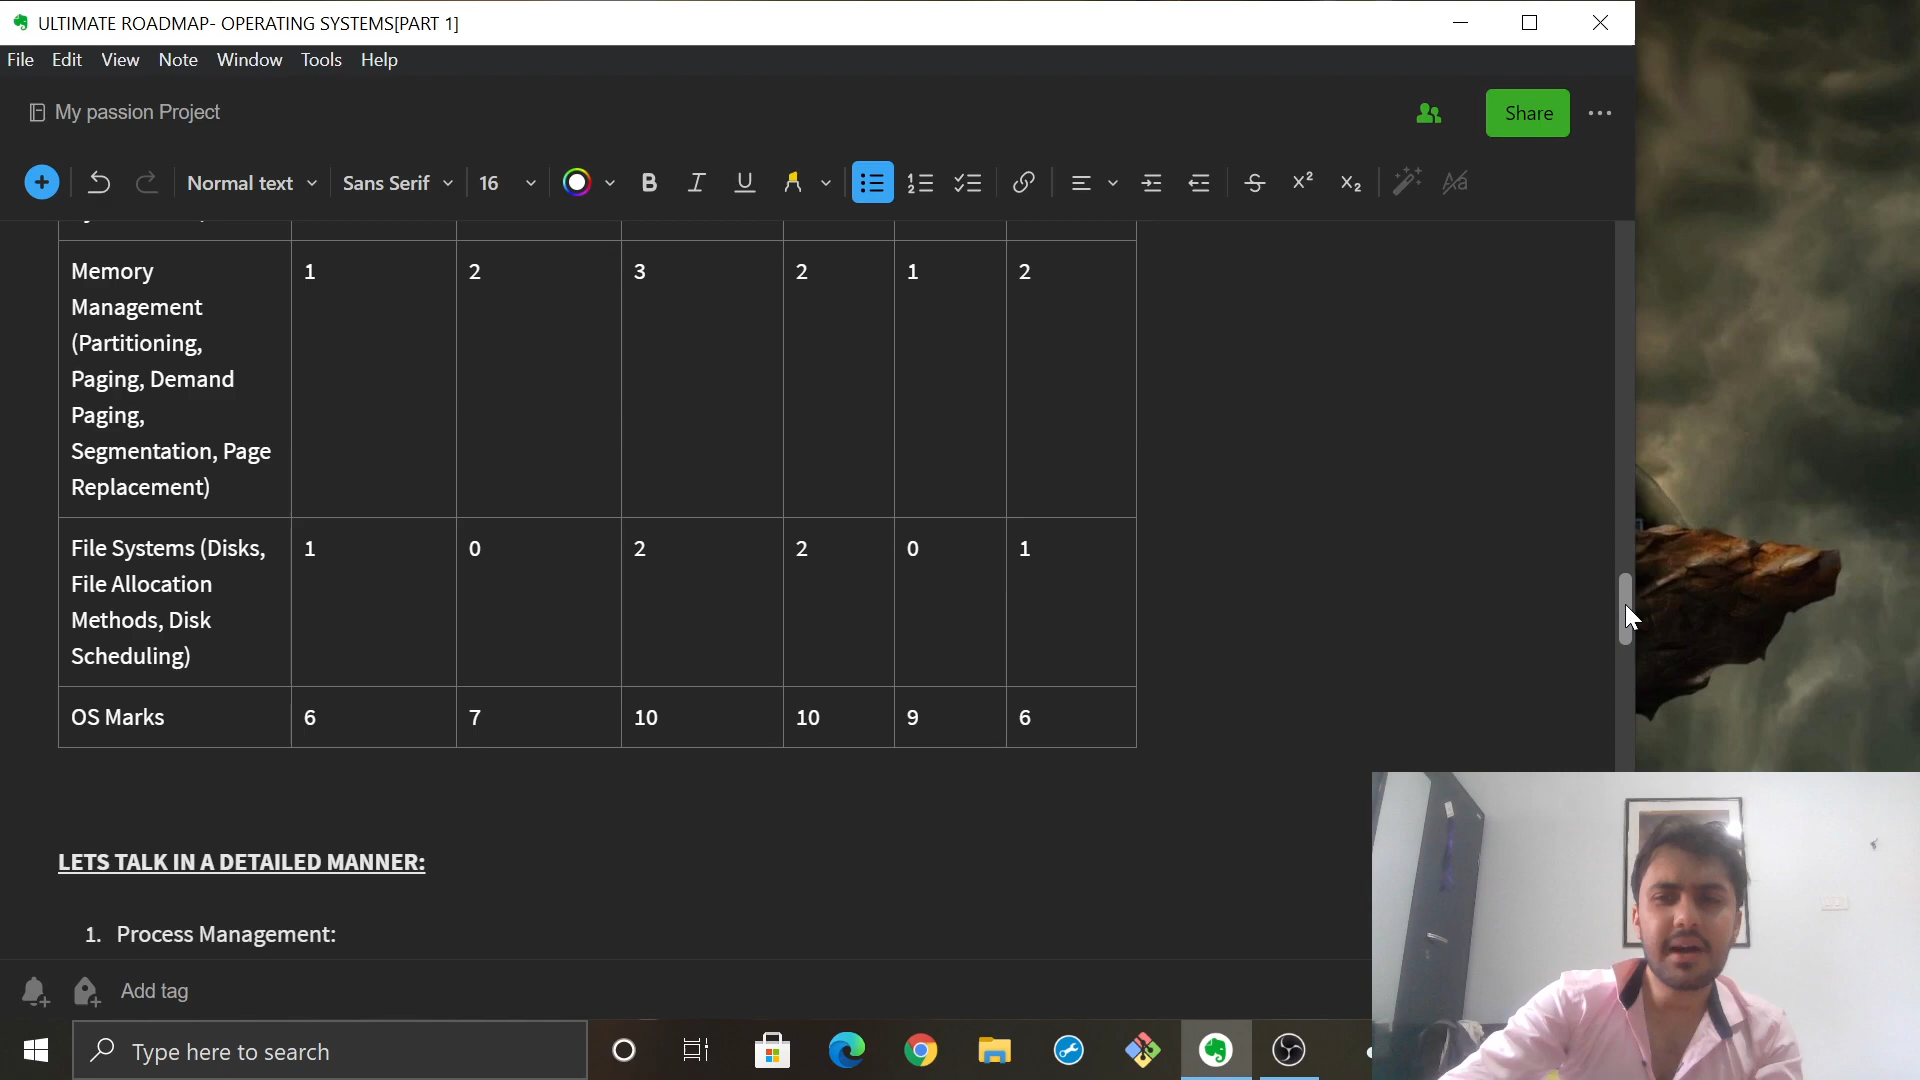 ULTIMATE ROADMAP- OPERATING SYSTEMS[PART 1]
File Edit View Note Window Tools Help
My passion Project
Share
Normal text Sans Serif 16
Memory 1 2 3 2 1 2
Management
(Partitioning,
Paging, Demand
Paging,
Segmentation, Page
Replacement)
File Systems (Disks, 1 0 2 2 0 1
File Allocation
Methods, Disk
Scheduling)
OS Marks 6 7 10 10 9 6
LETS TALK IN A DETAILED MANNER:
1. Process Management:
Add tag
Type here to search